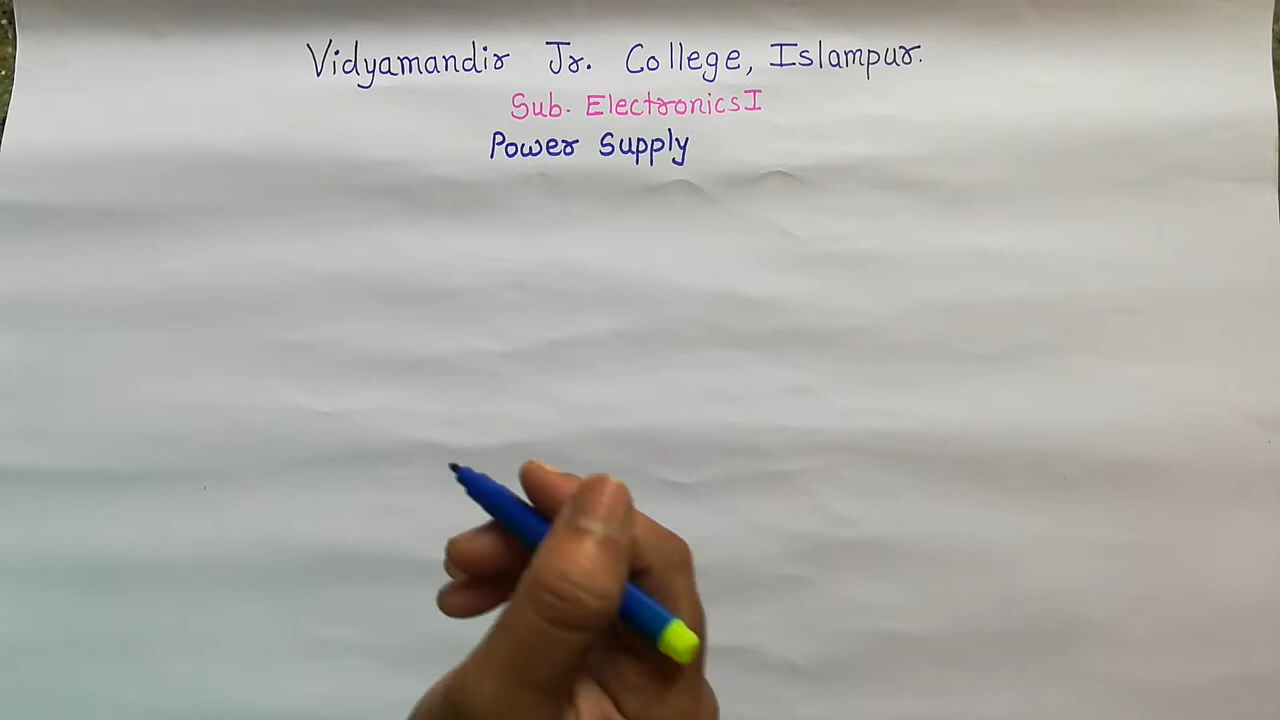 Vidyamandir Jr. College, Islampur.
Sub. Electronics I
Power Supply